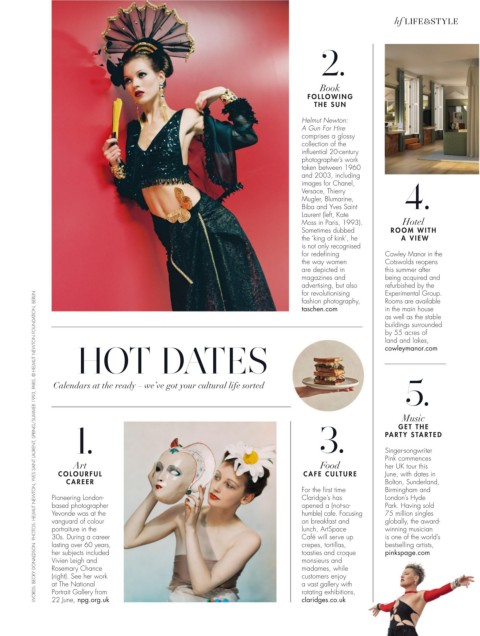 hf LIFE&STYLE
2.
Book
FOLLOWING
THE SUN
Helmut Newton:
A Gun For Hire
comprises a glossy
collection of the
influential 20-century
photographer's work
taken between 1960
and 2003, including
images for Chanel,
Versace, Thierry
Mugler, Blumarine,
Biba and Yves Saint
Laurent (left, Kate
Moss in Paris, 1993).
Sometimes dubbed
the 'king of kink', he
is not only recognised
for redefining
the way women
are depicted in
magazines and
advertising, but also
for revolutionising
fashion photography,
taschen.com
4.
Hotel
ROOM WITH
A VIEW
Cowley Manor in the
Cotswolds reopens
this summer after
being acquired and
refurbished by the
Experimental Group.
Rooms are available
in the main house
as well as the stable
buildings surrounded
by 55 acres of
land and lakes,
cowleymanor.com
HOT DATES
Calendars at the ready – we've got your cultural life sorted
1.
Art
COLOURFUL
CAREER
Pioneering London-
based photographer
Yevonde was at the
vanguard of colour
portraiture in the
30s. During a career
lasting over 60 years,
her subjects included
Vivien Leigh and
Rosemary Chance
(right). See her work
at The National
Portrait Gallery from
22 June, npg.org.uk
3.
Food
CAFE CULTURE
For the first time
Claridge's has
opened a (not-so-
humble) cafe. Focusing
on breakfast and
lunch, ArtSpace
Café will serve up
crepes, tortillas,
toasties and croque
monsieurs and
madames, while
customers enjoy
a vast gallery with
rotating exhibitions,
claridges.co.uk
5.
Music
GET THE
PARTY STARTED
Singer-songwriter
Pink commences
her UK tour this
June, with dates in
Bolton, Sunderland,
Birmingham and
London's Hyde
Park. Having sold
75 million singles
globally, the award-
winning musician
is one of the world's
bestselling artists,
pinkspage.com
WORDS: BECKY DONALDSON. PHOTOS: HELMUT NEWTON, YVES SAINT LAURENT, SPRING/SUMMER 1993, PARIS, © HELMUT NEWTON FOUNDATION, BERLIN